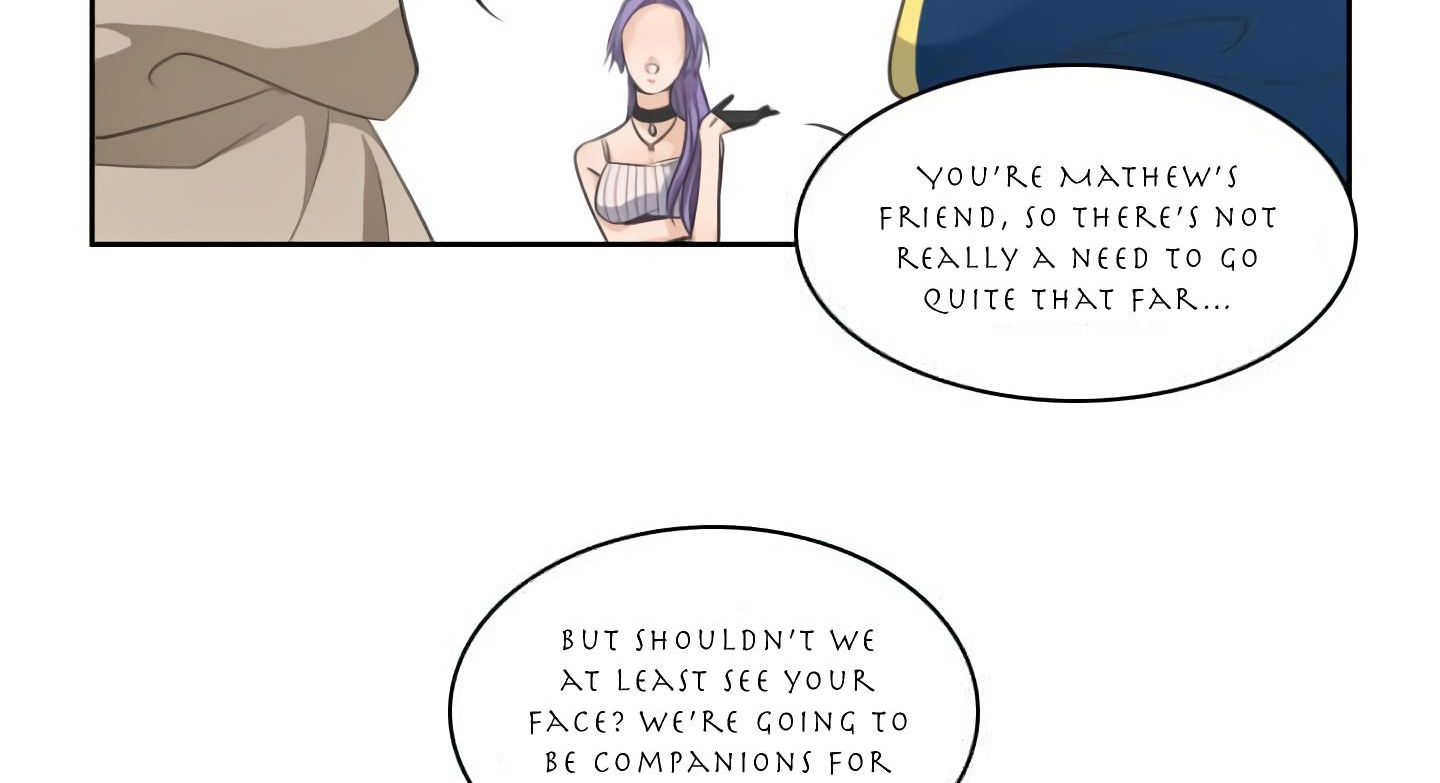 You're Mathew's
friend, so there's not
really a need to go
quite that far...
But shouldn't we
at least see your
face? We're going to
be companions for